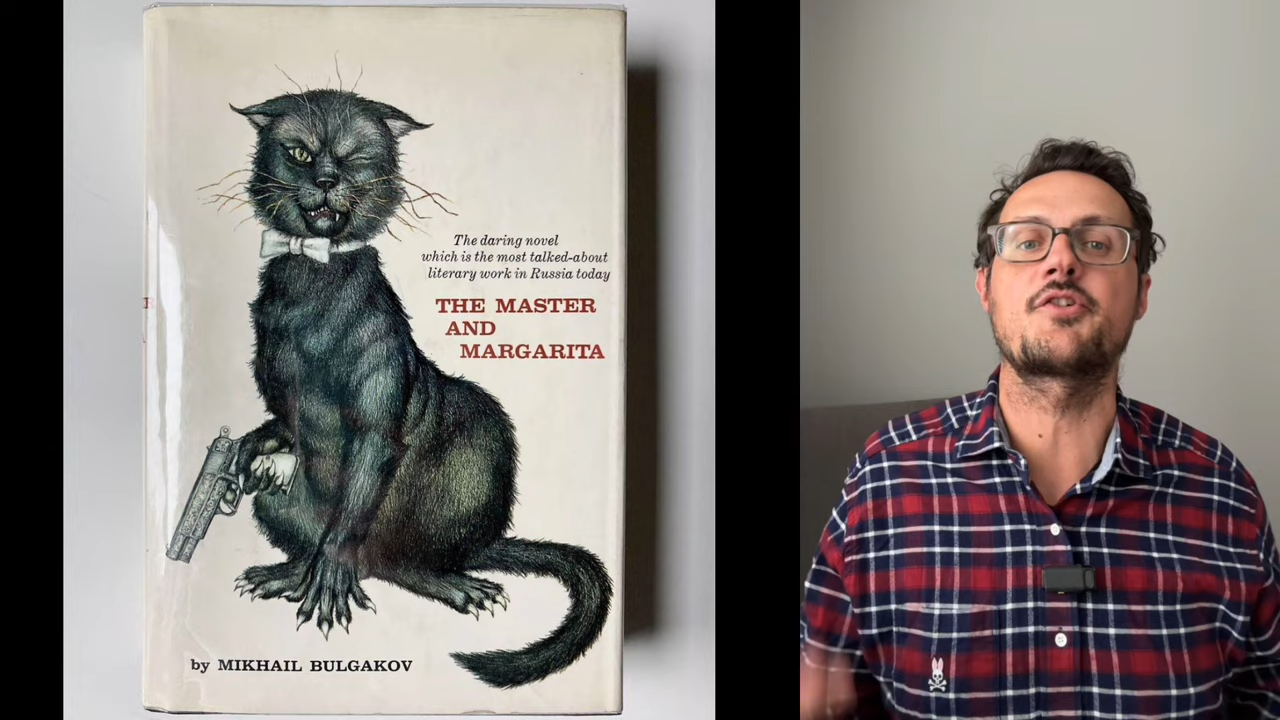 The daring novel
which is the most talked-about
literary work in Russia today
THE MASTER
AND
MARGARITA
by MIKHAIL BULGAKOV